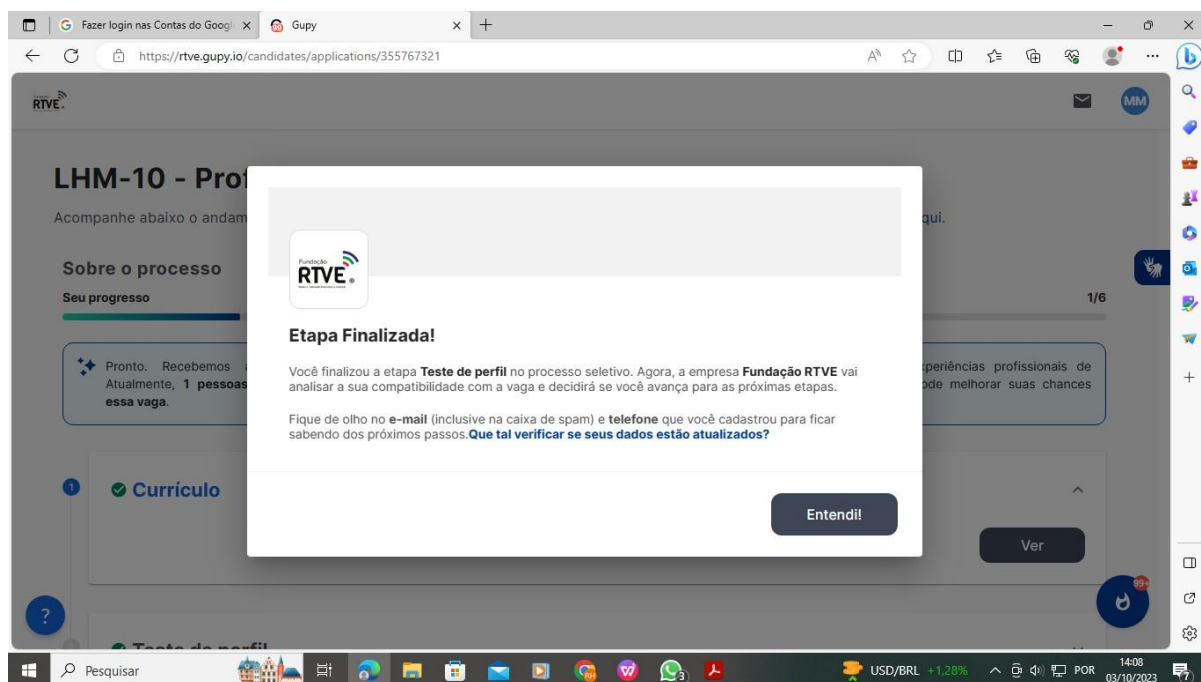 Fazer login nas Contas do Googl
Gupy
https://rtve.gupy.io/candidates/applications/355767321
RTVE
MM
LHM-10 - Prof
Acompanhe abaixo o andam
qui.
Sobre o processo
Seu progresso
1/6
Pronto. Recebemos
periências profissionais de
Atualmente, 1 pessoas
ode melhorar suas chances
essa vaga.
Fundação
RTVE
Etapa Finalizada!
Você finalizou a etapa Teste de perfil no processo seletivo. Agora, a empresa Fundação RTVE vai
analisar a sua compatibilidade com a vaga e decidirá se você avança para as próximas etapas.
Fique de olho no e-mail (inclusive na caixa de spam) e telefone que você cadastrou para ficar
sabendo dos próximos passos.Que tal verificar se seus dados estão atualizados?
Entendi!
1
Currículo
Ver
99+
?
Teste de perfil
Pesquisar
USD/BRL +1,28%
POR
14:08
03/10/2023